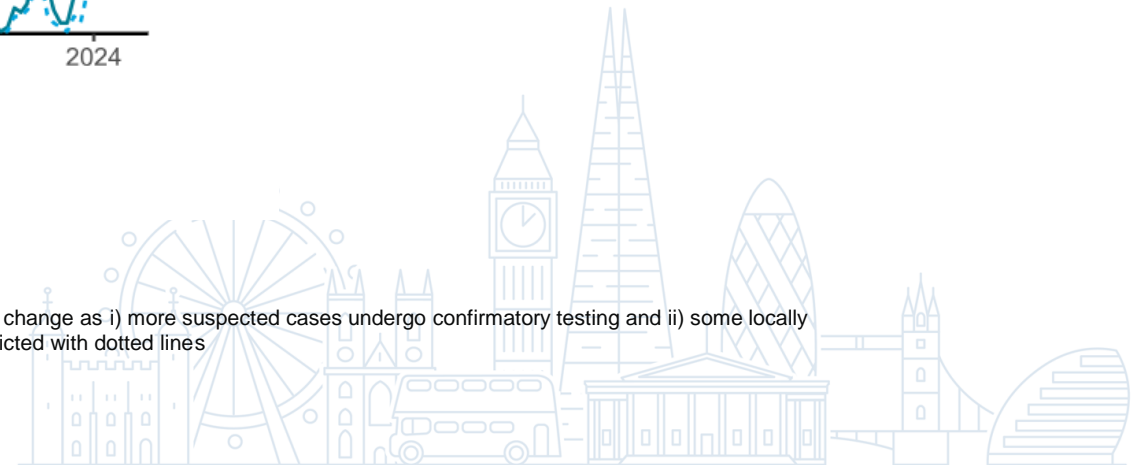 2024
change as i) more suspected cases undergo confirmatory testing and ii) some locally
icted with dotted lines